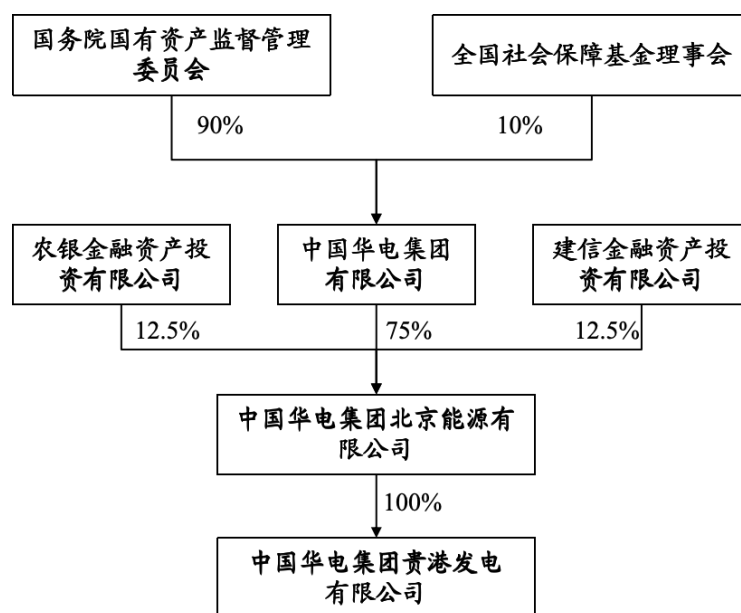 国务院国有资产监督管理
委员会
全国社会保障基金理事会
90%
10%
农银金融资产投
资有限公司
中国华电集团
有限公司
建信金融资产投
资有限公司
12.5%
75%
12.5%
中国华电集团北京能源有
限公司
100%
中国华电集团贵港发电
有限公司